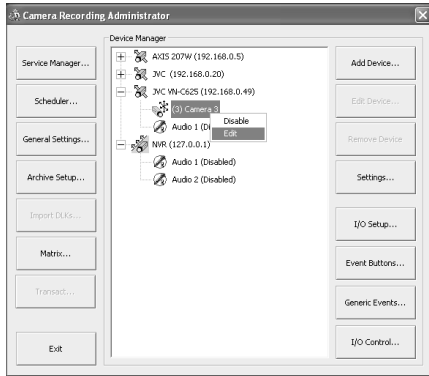 Camera Recording Administrator
Device Manager
Service Manager...
Scheduler...
General Settings...
Archive Setup...
Import DLKs...
Matrix...
Transact...
Exit
AXIS 207W (192.168.0.5)
JVC (192.168.0.20)
JVC VN-C625 (192.168.0.49)
(3) Camera 3
Audio 1 (Di
Disable
Edit
NVR (127.0.0.1)
Audio 1 (Disabled)
Audio 2 (Disabled)
Add Device...
Edit Device...
Remove Device
Settings...
I/O Setup...
Event Buttons...
Generic Events...
I/O Control...